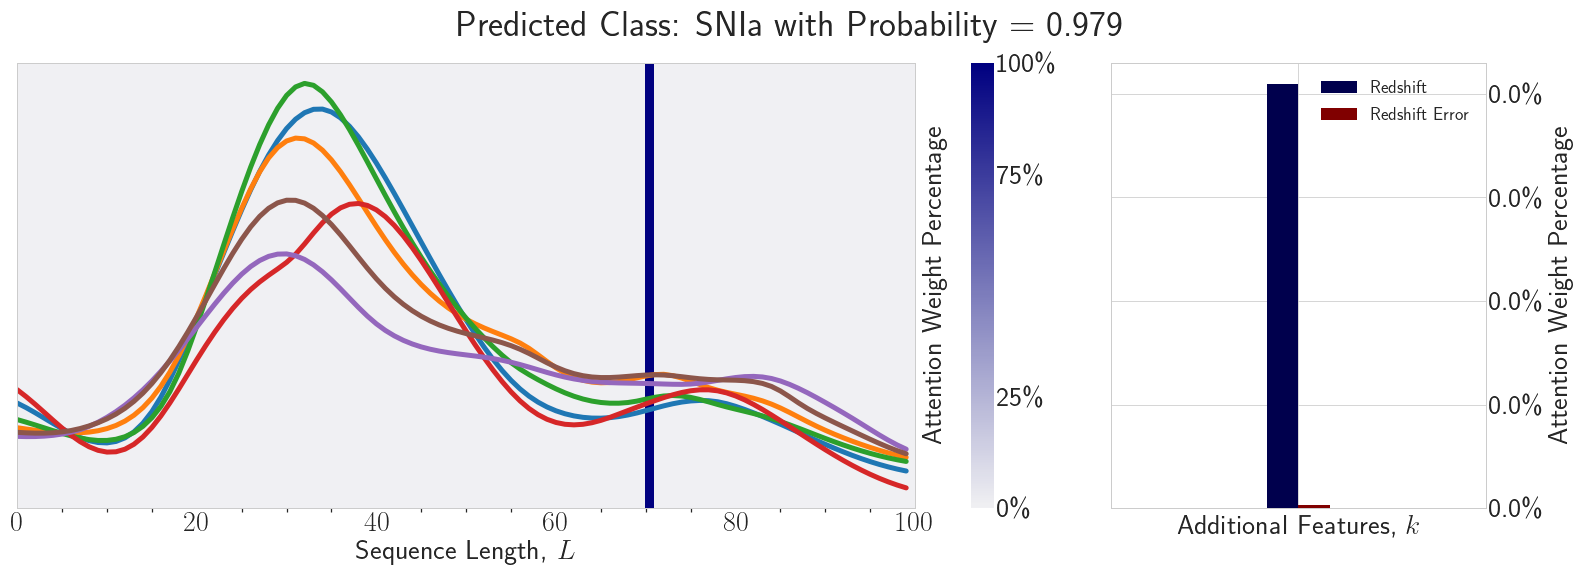 Predicted Class: SNIa with Probability = 0.979
0
20
40
60
80
100
Sequence Length, L
Attention Weight Percentage
100%
75%
25%
0%
Redshift
Redshift Error
0.0%
0.0%
0.0%
0.0%
0.0%
Additional Features, k
Attention Weight Percentage